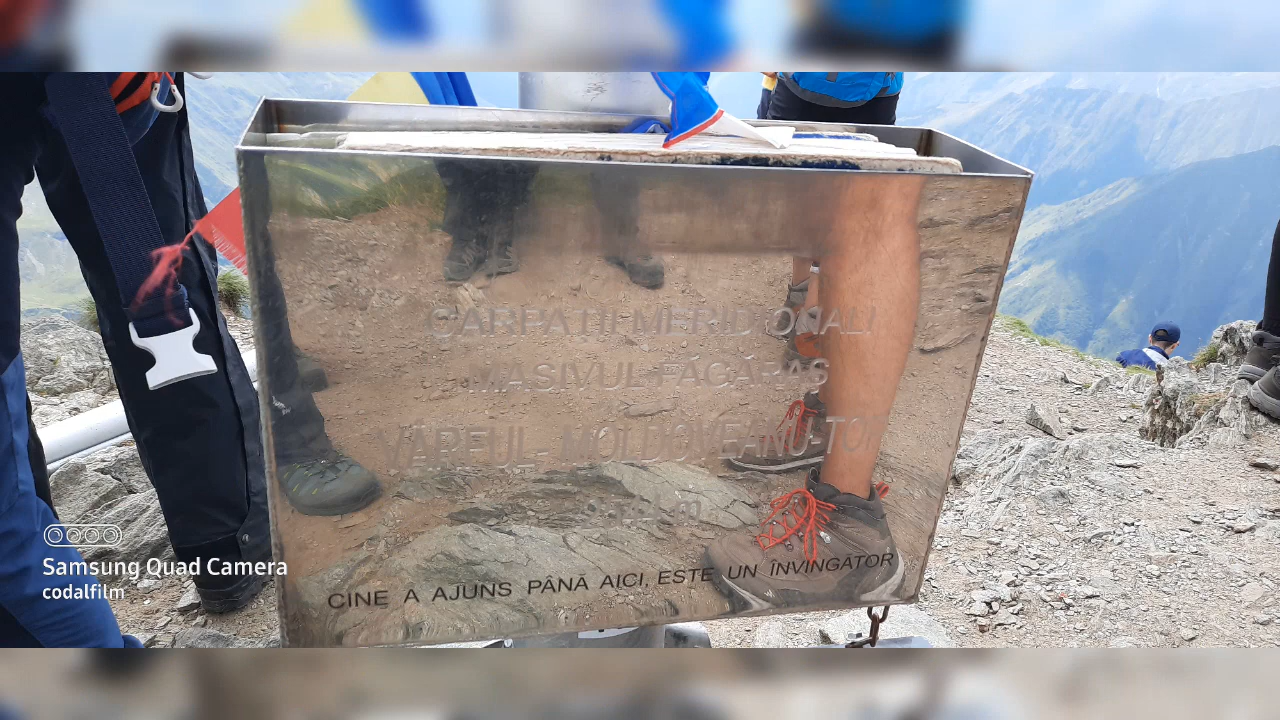 CARPAȚII MERIDIONALI
MASIVUL FĂGĂRAȘ
VÂRFUL- MOLDOVEANU-TOP
m
CINE A AJUNS PÂNĂ AICI, ESTE UN ÎNVINGĂTOR
Samsung Quad Camera
codalfilm